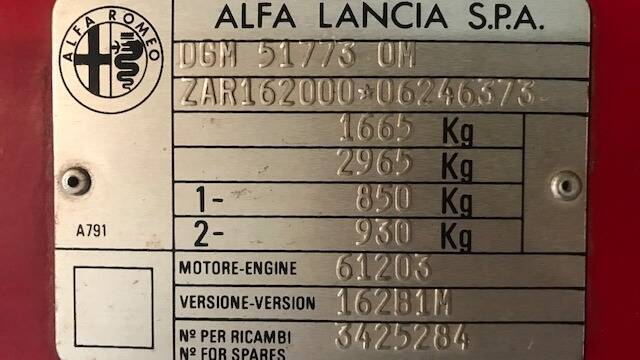 ALFA ROMEO
ALFA LANCIA S.P.A.
DGM 51773 OM
ZAR162000*06246373
1665 Kg
2965 Kg
1- 850 Kg
2- 930 Kg
A791
MOTORE-ENGINE 61203
VERSIONE-VERSION 162B1M
Nº PER RICAMBI 3425284
Nº FOR SPARES